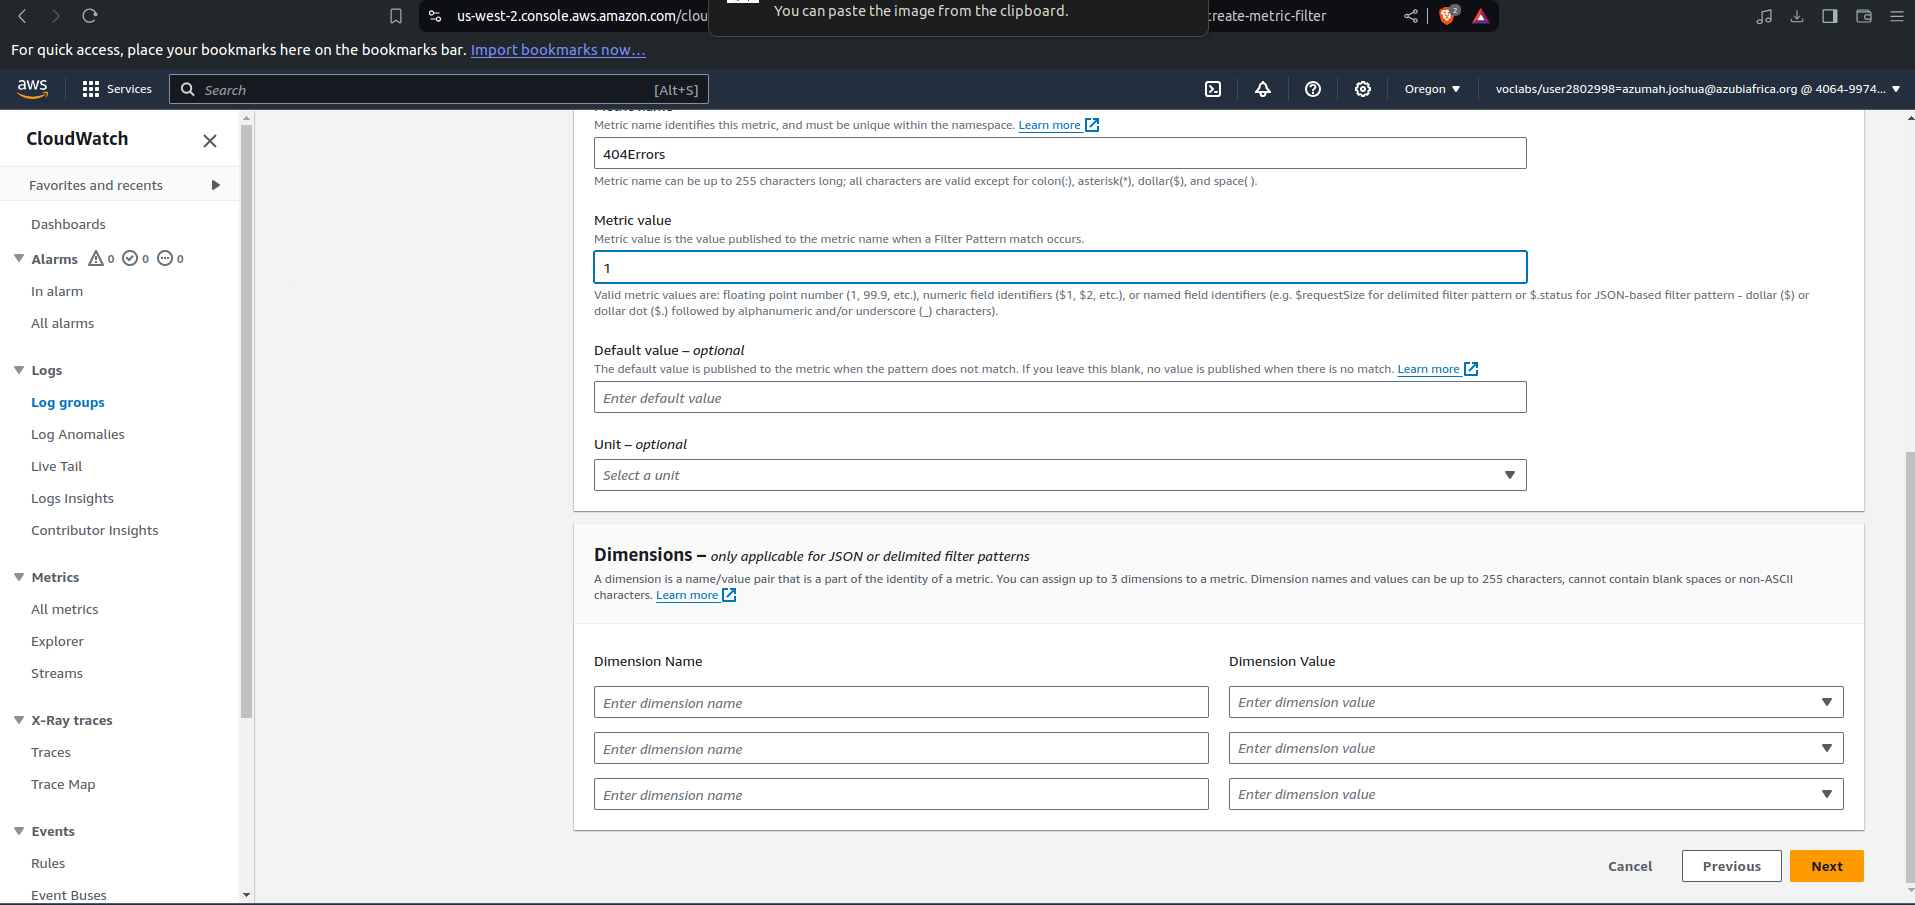 You can paste the image from the clipboard.
us-west-2.console.aws.amazon.com/clou
create-metric-filter
2
For quick access, place your bookmarks here on the bookmarks bar. Import bookmarks now...
aws
Services
Search
[Alt+S]
Oregon
voclabs/user2802998=azumah.joshua@azubiafrica.org @ 4064-9974...
CloudWatch
Favorites and recents
Dashboards
Alarms 0 0 0
In alarm
All alarms
Logs
Log groups
Log Anomalies
Live Tail
Logs Insights
Contributor Insights
Metrics
All metrics
Explorer
Streams
X-Ray traces
Traces
Trace Map
Events
Rules
Event Buses
Metric name
Metric name identifies this metric, and must be unique within the namespace. Learn more
404Errors
Metric name can be up to 255 characters long; all characters are valid except for colon(:), asterisk(*), dollar($), and space( ).
Metric value
Metric value is the value published to the metric name when a Filter Pattern match occurs.
1
Valid metric values are: floating point number (1, 99.9, etc.), numeric field identifiers ($1, $2, etc.), or named field identifiers (e.g. $requestSize for delimited filter pattern or $.status for JSON-based filter pattern - dollar ($) or
dollar dot ($.) followed by alphanumeric and/or underscore (_) characters).
Default value – optional
The default value is published to the metric when the pattern does not match. If you leave this blank, no value is published when there is no match. Learn more
Enter default value
Unit – optional
Select a unit
Dimensions – only applicable for JSON or delimited filter patterns
A dimension is a name/value pair that is a part of the identity of a metric. You can assign up to 3 dimensions to a metric. Dimension names and values can be up to 255 characters, cannot contain blank spaces or non-ASCII
characters. Learn more
Dimension Name
Dimension Value
Enter dimension name
Enter dimension value
Enter dimension name
Enter dimension value
Enter dimension name
Enter dimension value
Cancel
Previous
Next